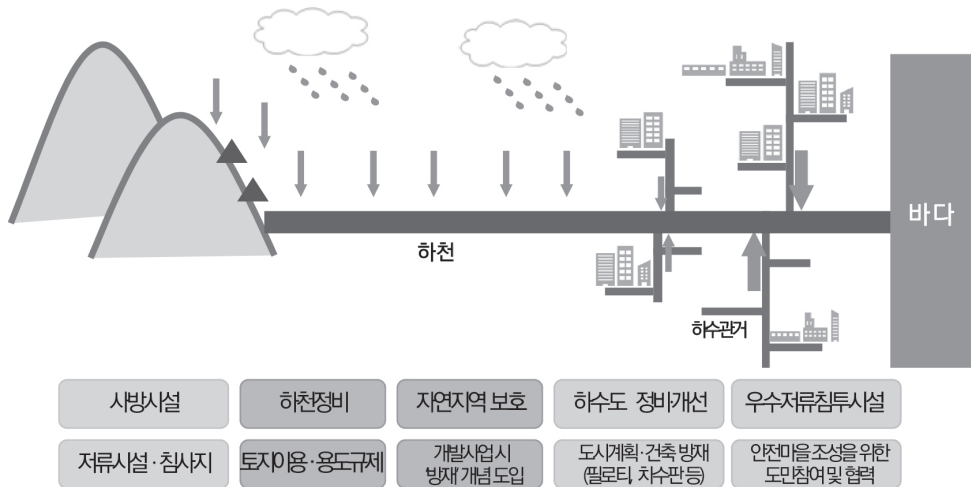 바다
하천
하수관거
사방시설
하천정비
자연지역 보호
하수도 정비개선
우수저류침투시설
저류시설·침사지
토지이용·용도규제
개발사업 시
'방재' 개념 도입
도시계획·건축 방재
(필로티, 차수판 등)
안전마을 조성을 위한
도민참여 및 협력